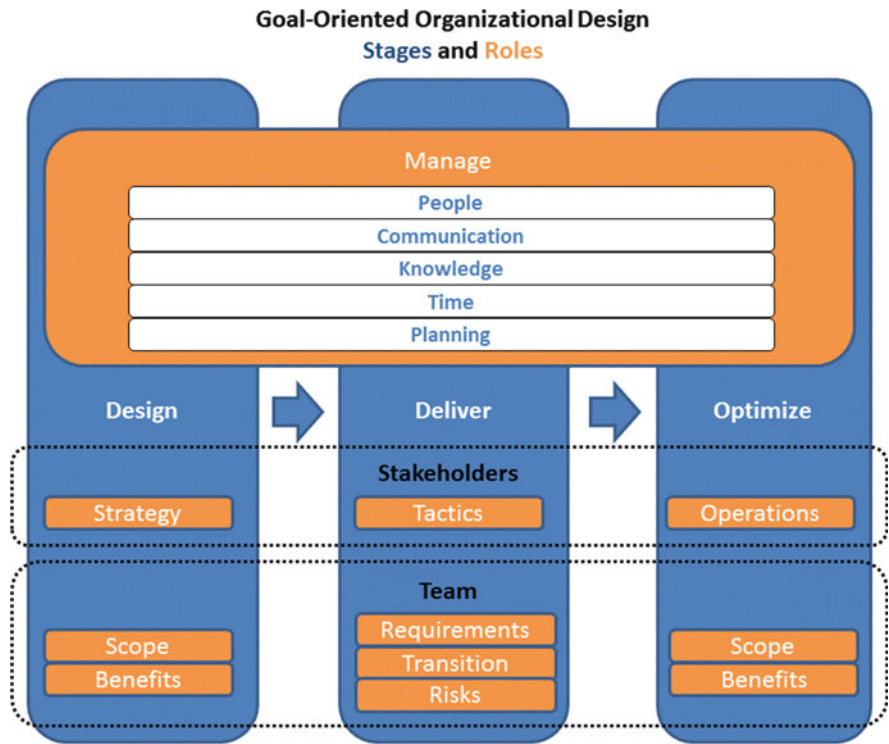 Goal-Oriented Organizational Design
Stages and Roles
Manage
People
Communication
Knowledge
Time
Planning
Design
Deliver
Optimize
Stakeholders
Strategy
Tactics
Operations
Team
Scope
Benefits
Requirements
Transition
Risks
Scope
Benefits